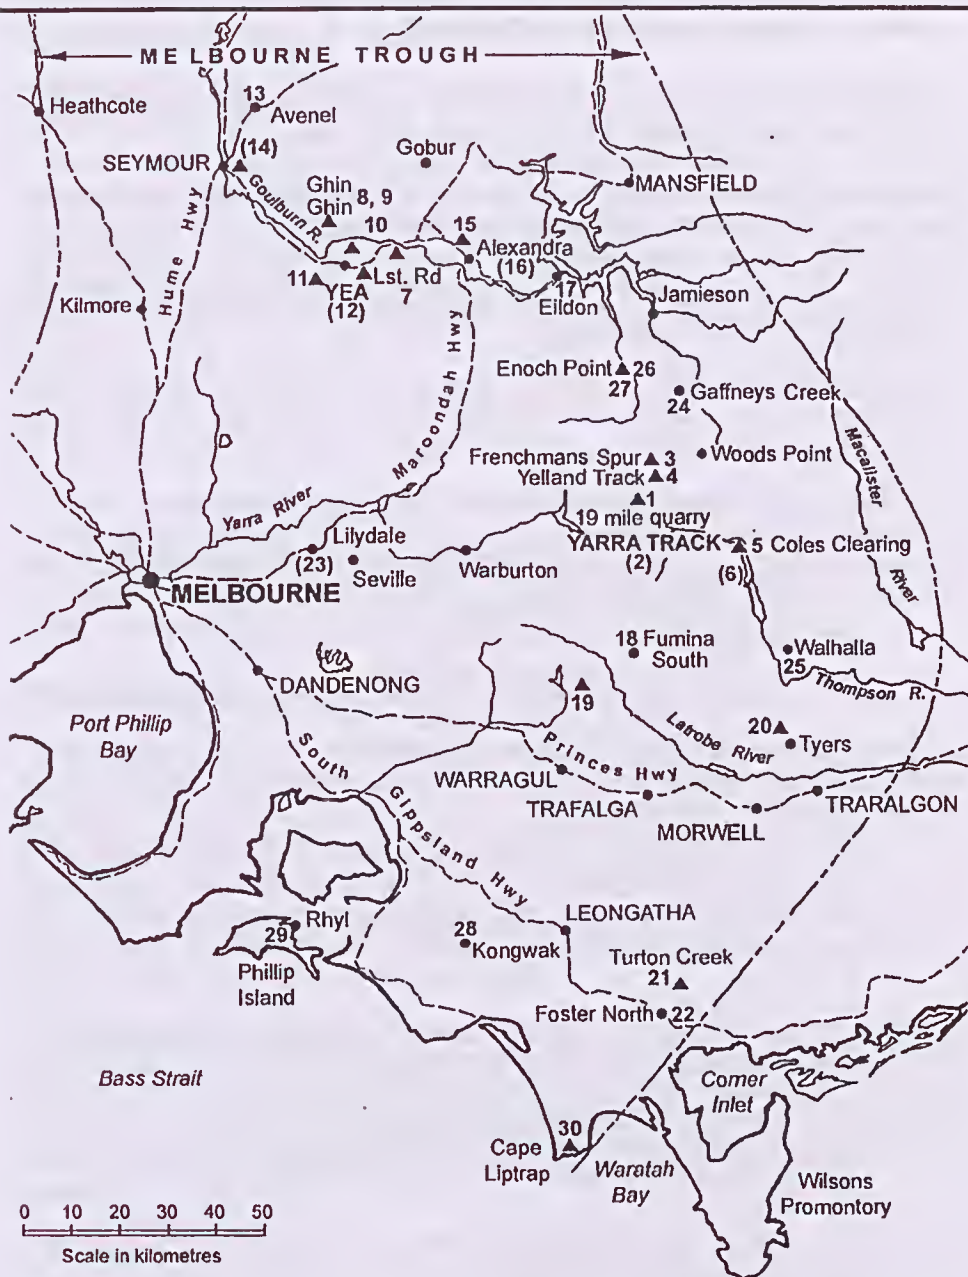 MELBOURNE TROUGH
Heathcote
13
Avenel
(14)
SEYMOUR
Gobur
MANSFIELD
Goulburn R.
Ghin
Ghin
8, 9
10
15
Alexandra
(16)
11
YEA
(12)
Lst. Rd
7
17
Eildon
Jamieson
Hume Hwy
Kilmore
Maroondah Hwy
Enoch Point
26
27
24
Gaffneys Creek
Macalister
River
Frenchmans Spur
3
Woods Point
Yelland Track
4
1
19 mile quarry
YARRA TRACK
(2)
5
Coles Clearing
(6)
Yarra River
Lilydale
(23)
Seville
Warburton
MELBOURNE
18
Fumina
South
Walhalla
25
Thompson R.
DANDENONG
19
Port Phillip
Bay
Latrobe River
20
Tyers
South Gippsland Hwy
Princes Hwy
WARRAGUL
TRAFALGA
MORWELL
TRARALGON
Rhyl
29
Phillip
Island
28
Kongwak
LEONGATHA
Turton Creek
21
Foster North
22
Bass Strait
Corner
Inlet
30
Cape
Liptrap
Waratah
Bay
Wilsons
Promontory
0 10 20 30 40 50
Scale in kilometres